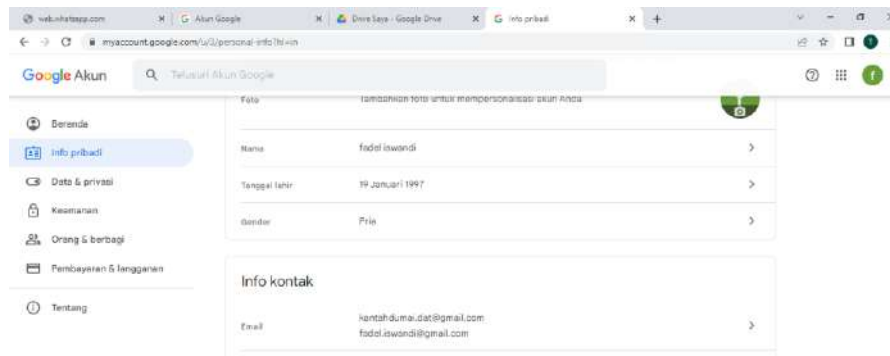 web.whatsapp.com
Akun Google
Drive Saya - Google Drive
Info pribadi
myaccount.google.com/u/2/personal-info?hl=in
Google Akun
Telusuri Akun Google
Foto
Tambahkan foto untuk mempersonalisasi akun Anda
Beranda
Info pribadi
Nama
fadel iswandi
Data & privasi
Tanggal lahir
19 Januari 1997
Keamanan
Gender
Pria
Orang & berbagi
Pembayaran & langganan
Info kontak
Tentang
Email
kantahdumai.dat@gmail.com
fadel.iswandi@gmail.com